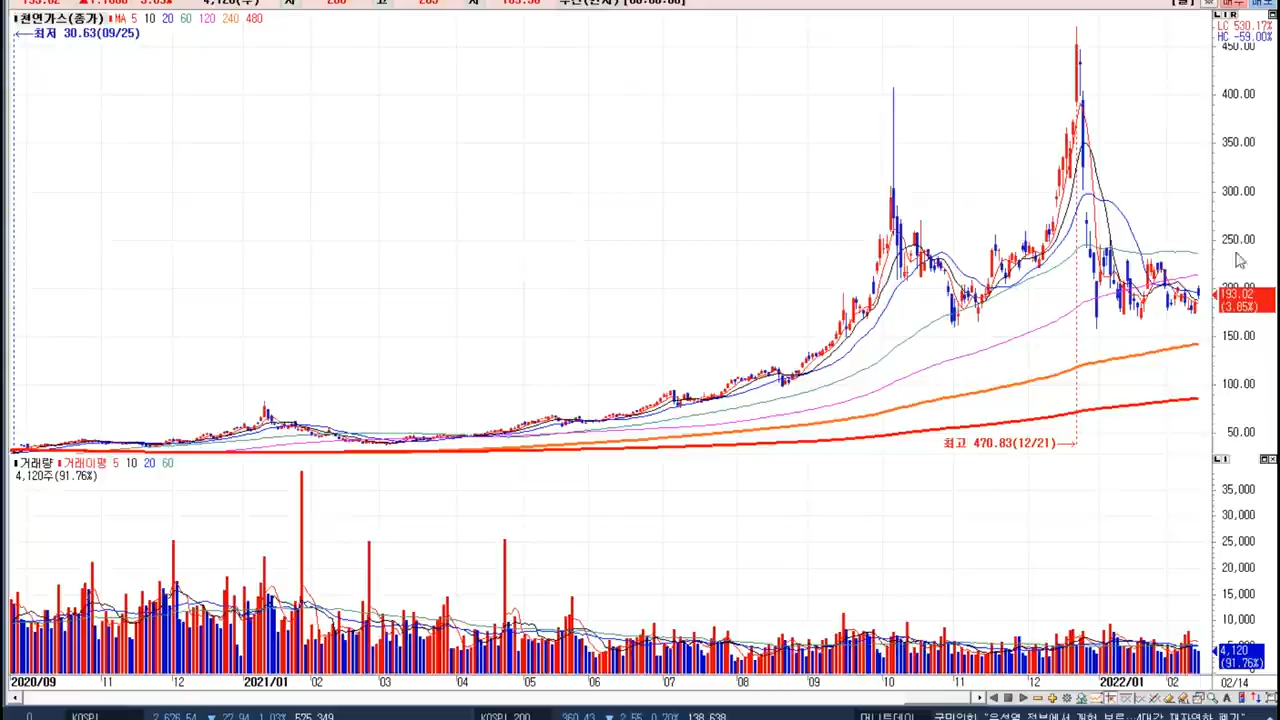 천연가스(종가) MA 5 10 20 60 120 240 480
최저 30.63(09/25)
LC 530.17%
HC -59.00%
450.00
400.00
350.00
300.00
250.00
200.00
193.02
(3.85%)
150.00
100.00
50.00
최고 470.83(12/21)
거래량 거래이평 5 10 20 60
4,120주(91.76%)
35,000
30,000
25,000
20,000
15,000
10,000
4,120
(91.76%)
2020/09 11 12 2021/01 02 03 04 05 06 07 08 09 10 11 12 2022/01 02 02/14